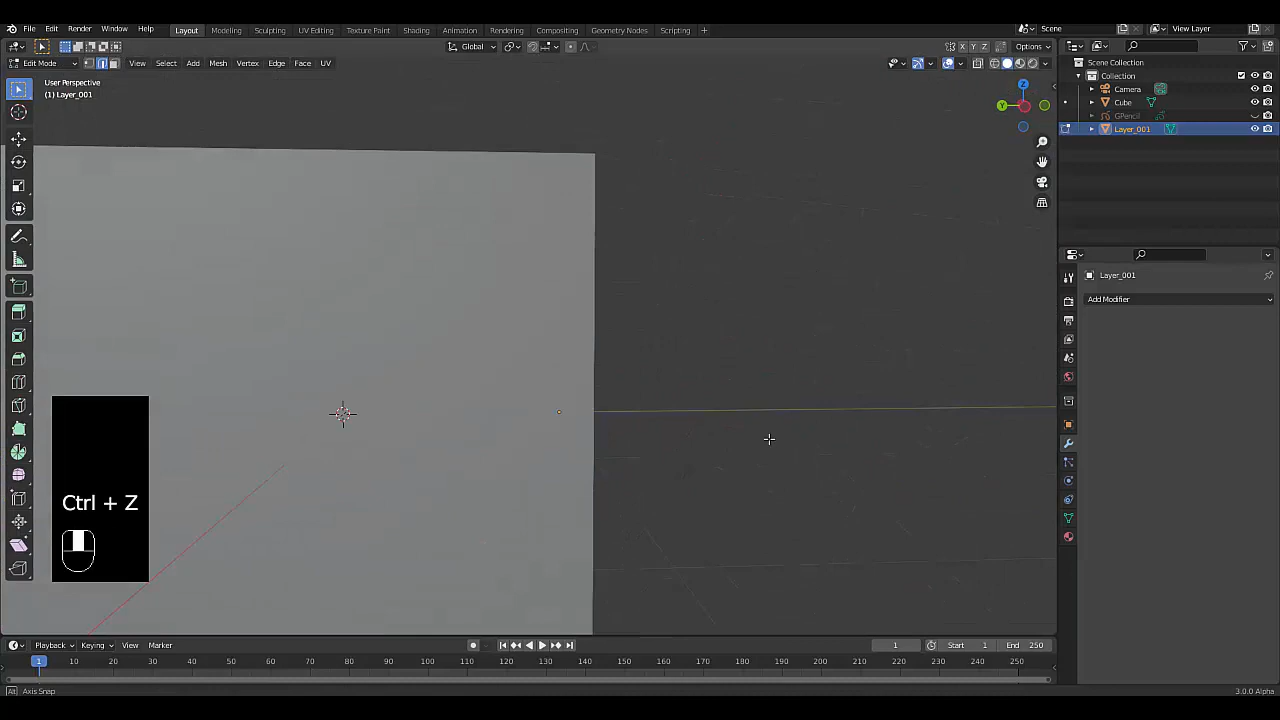 File Edit Render Window Help Layout Modeling Sculpting UV Editing Texture Paint Shading Animation Rendering Compositing Geometry Nodes Scripting Scene View Layer
Global X Y Z Options
Edit Mode View Select Add Mesh Vertex Edge Face UV
Scene Collection
Collection
Camera
Cube
GPencil
Layer_001
User Perspective
(1) Layer_001
Z
Y
Layer_001
Add Modifier
Ctrl + Z
Playback Keying View Marker 1 Start 1 End 250
1 10 20 30 40 50 60 70 80 90 100 110 120 130 140 150 160 170 180 190 200 210 220 230 240 250
Alt Axis Snap 3.0.0 Alpha